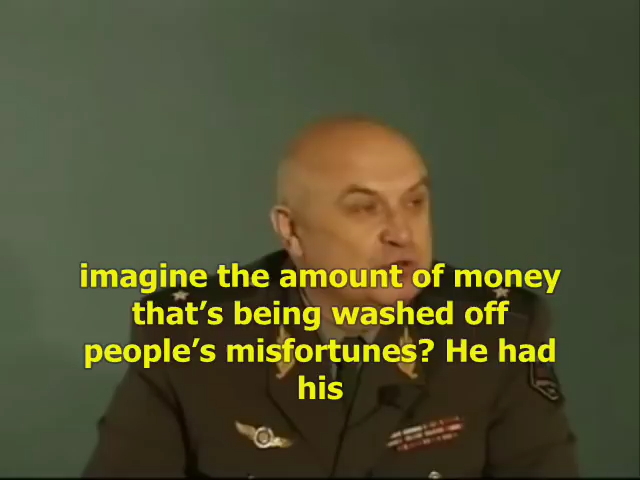 imagine the amount of money
that’s being washed off
people’s misfortunes? He had
his